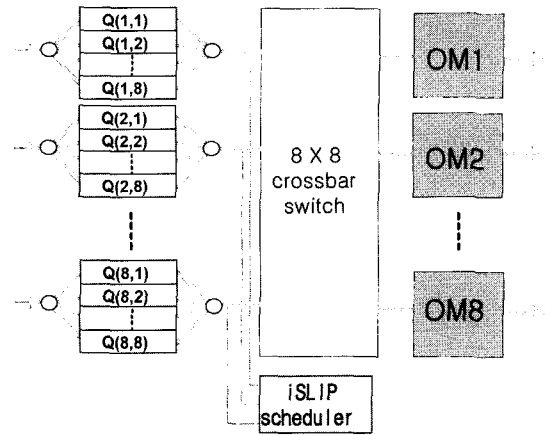 Q(1,1)
Q(1,2)
Q(1,8)
Q(2,1)
Q(2,2)
Q(2,8)
Q(8,1)
Q(8,2)
Q(8,8)
8 X 8
crossbar
switch
iSLIP
scheduler
OM1
OM2
OM8